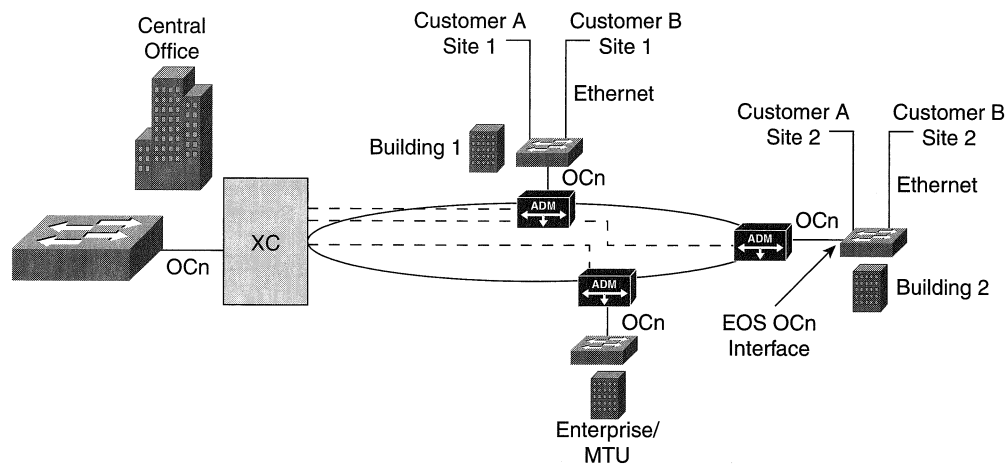 Central
Office
Customer A
Site 1
Customer B
Site 1
Ethernet
Building 1
OCn
ADM
XC
OCn
Customer A
Site 2
Customer B
Site 2
Ethernet
OCn
ADM
Building 2
EOS OCn
Interface
ADM
OCn
Enterprise/
MTU